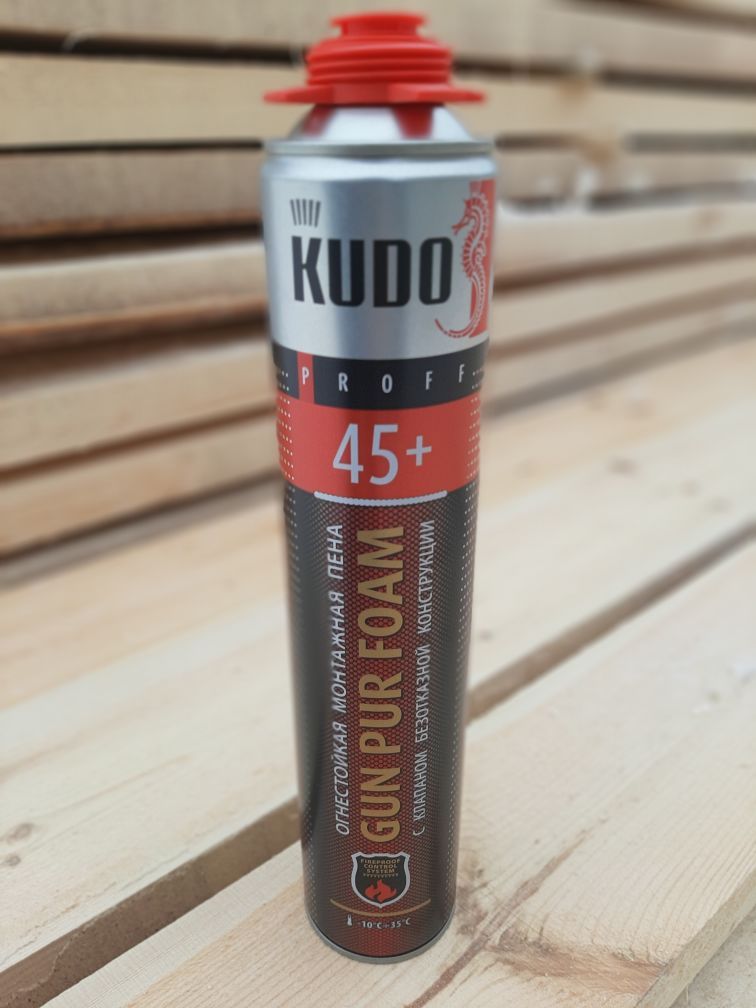 KUDO
PROFF
45+
ОГНЕСТОЙКАЯ МОНТАЖНАЯ ПЕНА
GUN PUR FOAM
С КЛАПАНОМ БЕЗОТКАЗНОЙ КОНСТРУКЦИИ
FIREPROOF
CONTROL
SYSTEM
-10°C÷35°C